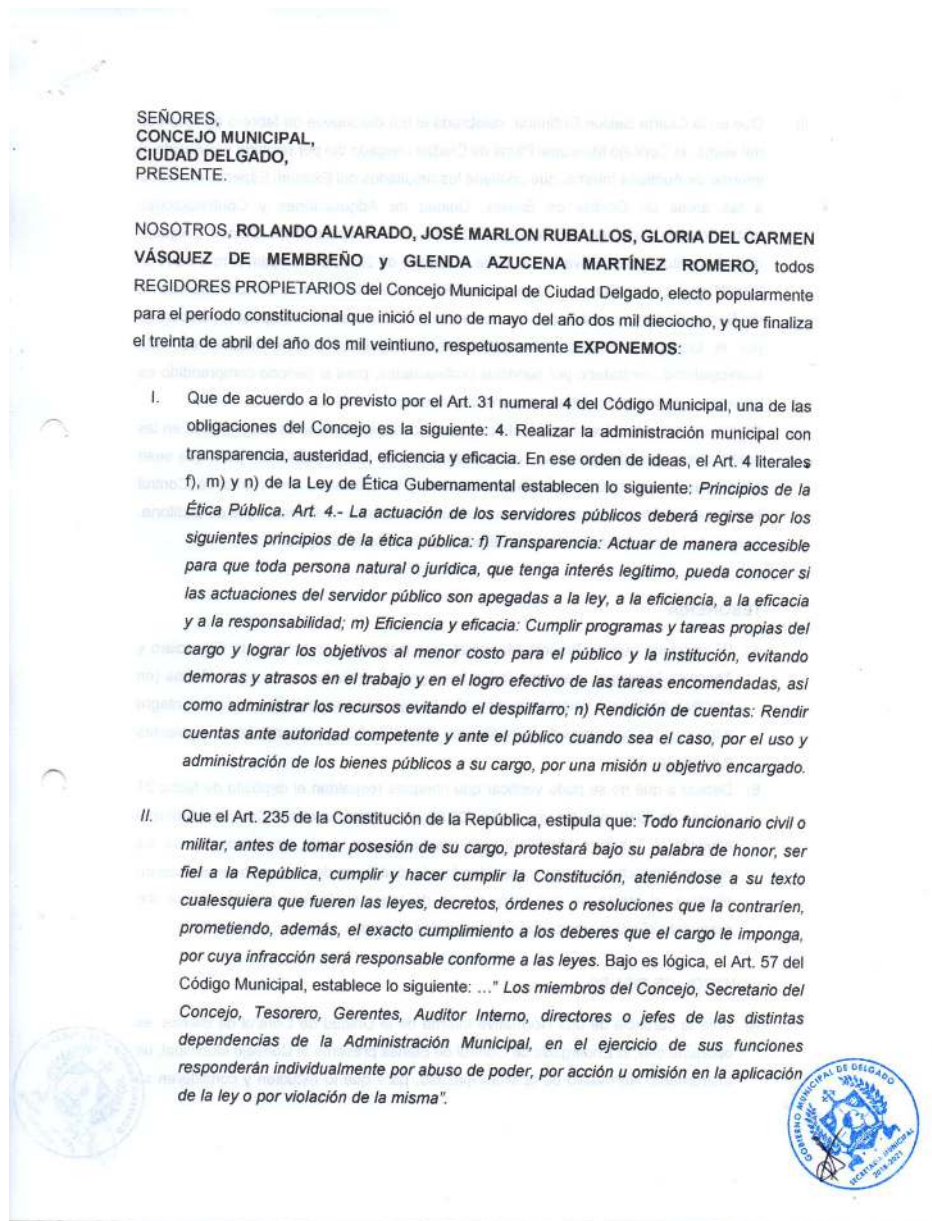 SEÑORES,
CONCEJO MUNICIPAL,
CIUDAD DELGADO,
PRESENTE.
NOSOTROS, ROLANDO ALVARADO, JOSÉ MARLON RUBALLOS, GLORIA DEL CARMEN
VÁSQUEZ DE MEMBREÑO y GLENDA AZUCENA MARTÍNEZ ROMERO, todos
REGIDORES PROPIETARIOS del Concejo Municipal de Ciudad Delgado, electo popularmente
para el período constitucional que inició el uno de mayo del año dos mil dieciocho, y que finaliza
el treinta de abril del año dos mil veintiuno, respetuosamente EXPONEMOS:
I. Que de acuerdo a lo previsto por el Art. 31 numeral 4 del Código Municipal, una de las
obligaciones del Concejo es la siguiente: 4. Realizar la administración municipal con
transparencia, austeridad, eficiencia y eficacia. En ese orden de ideas, el Art. 4 literales
f), m) y n) de la Ley de Ética Gubernamental establecen lo siguiente: Principios de la
Ética Pública. Art. 4.- La actuación de los servidores públicos deberá regirse por los
siguientes principios de la ética pública: f) Transparencia: Actuar de manera accesible
para que toda persona natural o jurídica, que tenga interés legítimo, pueda conocer si
las actuaciones del servidor público son apegadas a la ley, a la eficiencia, a la eficacia
y a la responsabilidad; m) Eficiencia y eficacia: Cumplir programas y tareas propias del
cargo y lograr los objetivos al menor costo para el público y la institución, evitando
demoras y atrasos en el trabajo y en el logro efectivo de las tareas encomendadas, así
como administrar los recursos evitando el despilfarro; n) Rendición de cuentas: Rendir
cuentas ante autoridad competente y ante el público cuando sea el caso, por el uso y
administración de los bienes públicos a su cargo, por una misión u objetivo encargado.
II. Que el Art. 235 de la Constitución de la República, estipula que: Todo funcionario civil o
militar, antes de tomar posesión de su cargo, protestará bajo su palabra de honor, ser
fiel a la República, cumplir y hacer cumplir la Constitución, ateniéndose a su texto
cualesquiera que fueren las leyes, decretos, órdenes o resoluciones que la contraríen,
prometiendo, además, el exacto cumplimiento a los deberes que el cargo le imponga,
por cuya infracción será responsable conforme a las leyes. Bajo es lógica, el Art. 57 del
Código Municipal, establece lo siguiente: ..." Los miembros del Concejo, Secretario del
Concejo, Tesorero, Gerentes, Auditor Interno, directores o jefes de las distintas
dependencias de la Administración Municipal, en el ejercicio de sus funciones
responderán individualmente por abuso de poder, por acción u omisión en la aplicación
de la ley o por violación de la misma".
GOBIERNO MUNICIPAL DE DELGADO
SECRETARIA MUNICIPAL
2018-2021